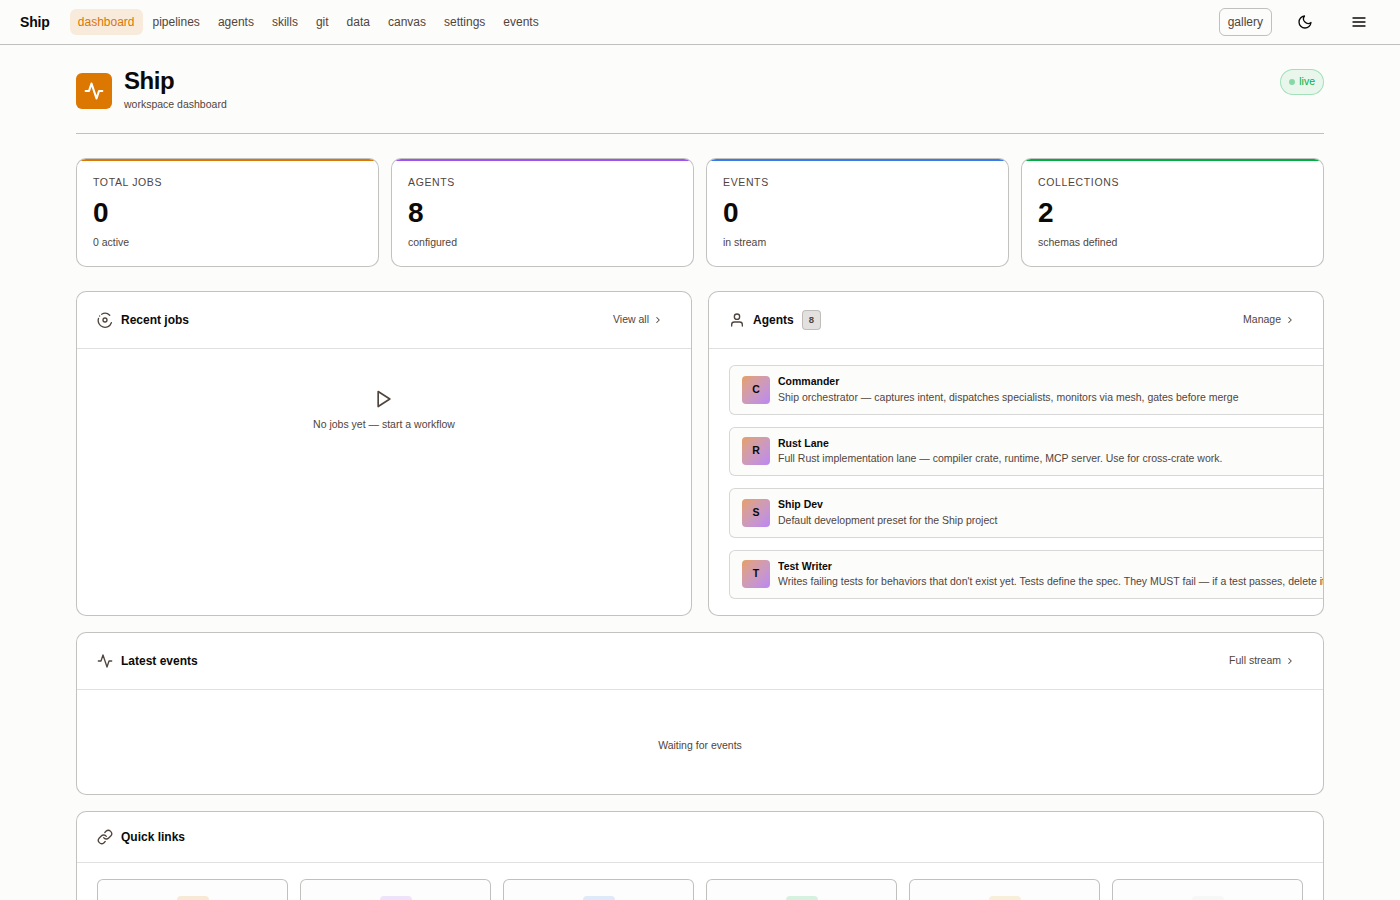 Ship
dashboard
pipelines
agents
skills
git
data
canvas
settings
events
gallery
Ship
workspace dashboard
live
TOTAL JOBS
0
0 active
AGENTS
8
configured
EVENTS
0
in stream
COLLECTIONS
2
schemas defined
Recent jobs
View all
No jobs yet — start a workflow
Agents
8
Manage
C
Commander
Ship orchestrator — captures intent, dispatches specialists, monitors via mesh, gates before merge
R
Rust Lane
Full Rust implementation lane — compiler crate, runtime, MCP server. Use for cross-crate work.
S
Ship Dev
Default development preset for the Ship project
T
Test Writer
Writes failing tests for behaviors that don't exist yet. Tests define the spec. They MUST fail — if a test passes, delete
Latest events
Full stream
Waiting for events
Quick links